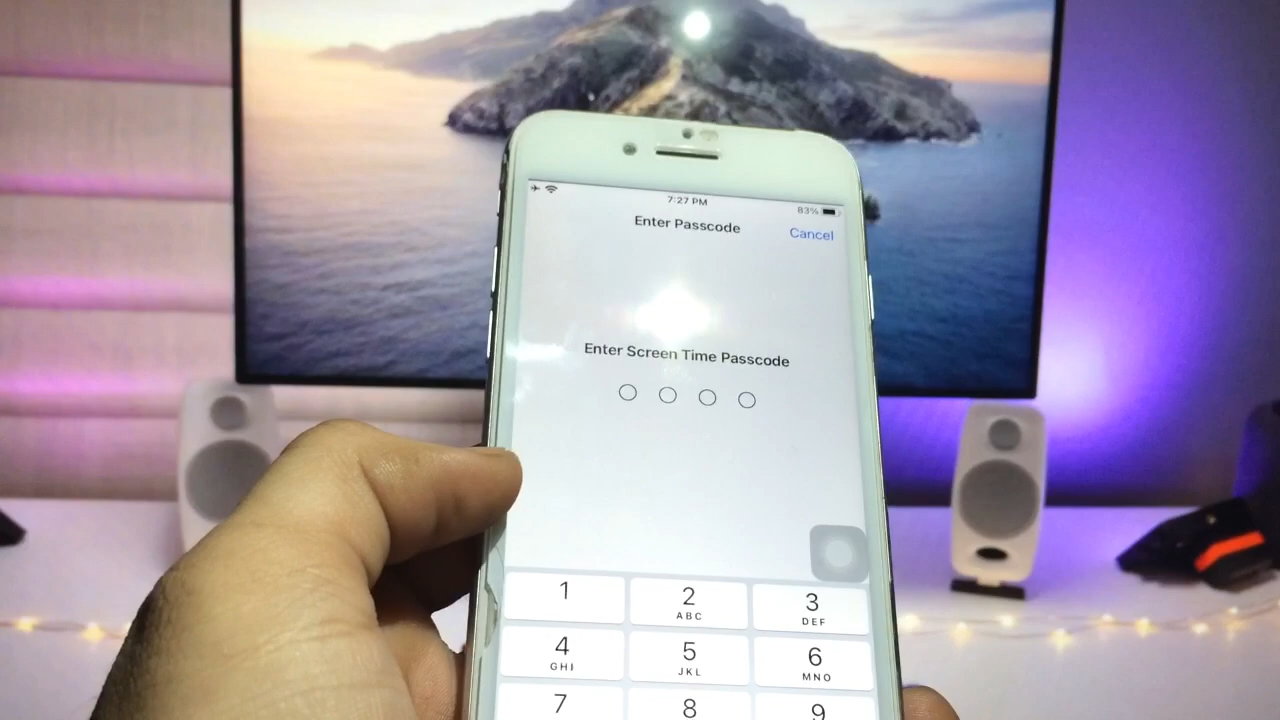 7:27 PM
83%
Enter Passcode
Cancel
Enter Screen Time Passcode
1
2
ABC
3
DEF
4
GHI
5
JKL
6
MNO
7
8
9